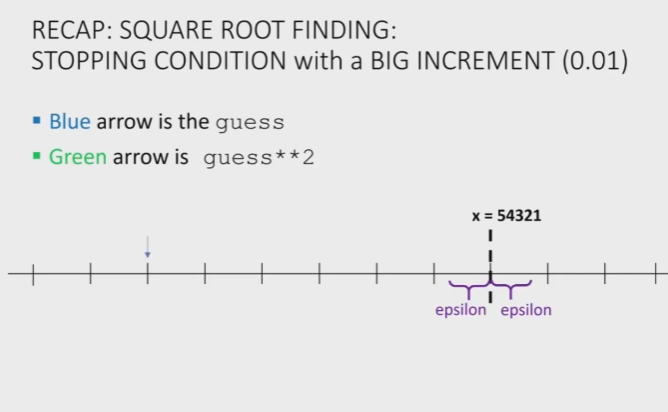 RECAP: SQUARE ROOT FINDING:
STOPPING CONDITION with a BIG INCREMENT (0.01)
▪ Blue arrow is the guess
▪ Green arrow is guess**2
x = 54321
epsilon epsilon